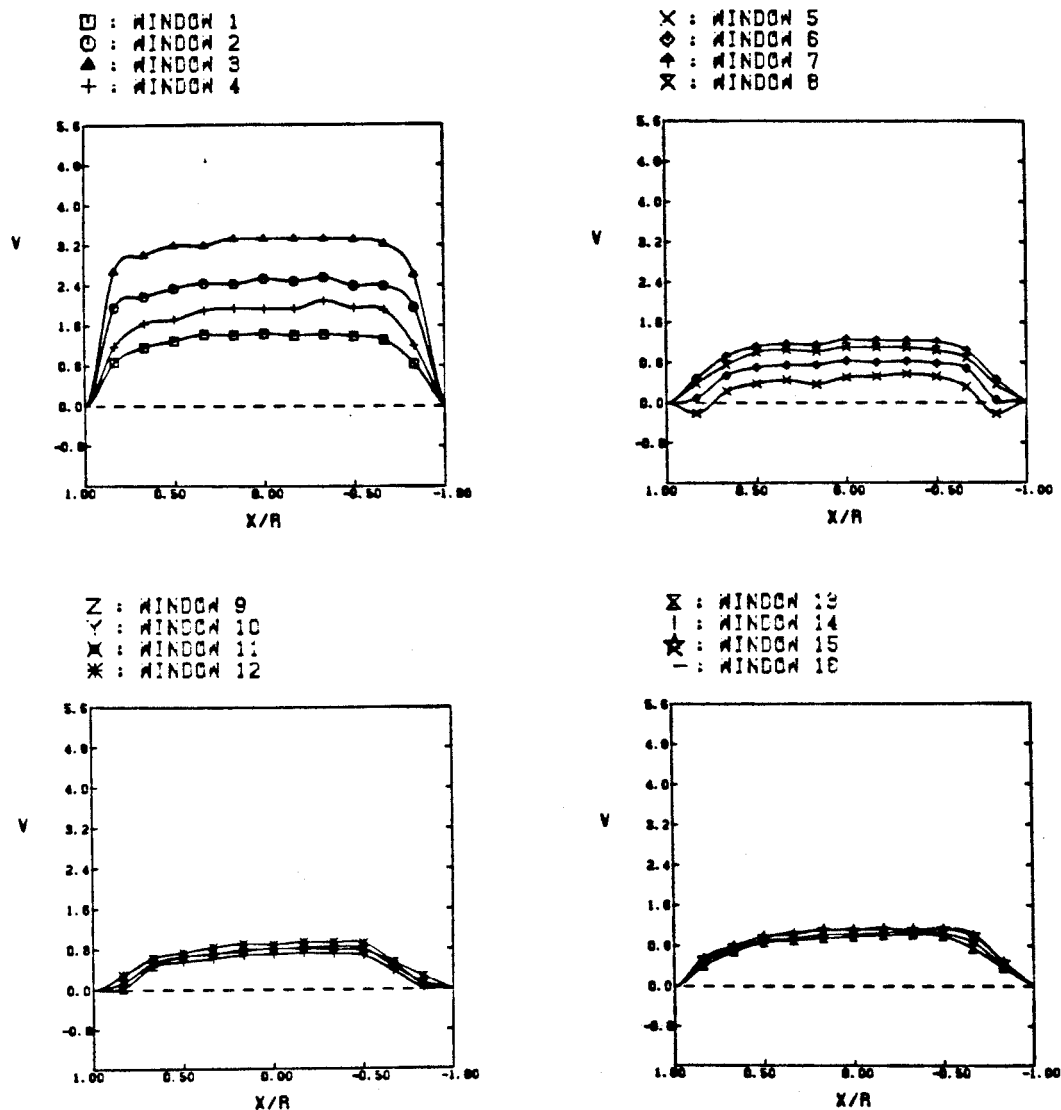 : WINDOW 1
: WINDOW 2
: WINDOW 3
: WINDOW 4
5.6
4.8
4.0
3.2
2.4
1.6
0.8
0.0
-0.8
V
1.00
0.50
0.00
-0.50
-1.00
X/R
: WINDOW 5
: WINDOW 6
: WINDOW 7
: WINDOW 8
5.6
4.8
4.0
3.2
2.4
1.6
0.8
0.0
-0.8
V
1.00
0.50
0.00
-0.50
-1.00
X/R
: WINDOW 9
: WINDOW 10
: WINDOW 11
: WINDOW 12
5.6
4.8
4.0
3.2
2.4
1.6
0.8
0.0
-0.8
V
1.00
0.50
0.00
-0.50
-1.00
X/R
: WINDOW 13
: WINDOW 14
: WINDOW 15
: WINDOW 16
5.6
4.8
4.0
3.2
2.4
1.6
0.8
0.0
-0.8
V
1.00
0.50
0.00
-0.50
-1.00
X/R